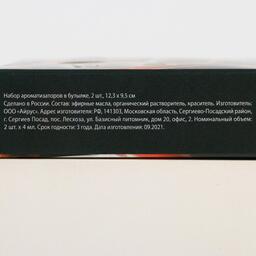 Набор ароматизаторов в бутылке, 2 шт., 12,3 х 9,5 см
Сделано в России. Состав: эфирные масла, органический растворитель, краситель. Изготовитель:
ООО «Айрус». Адрес изготовителя: РФ, 141303, Московская область, Сергиево-Посадский район,
г. Сергиев Посад, пос. Лесхоза, ул. Базисный питомник, дом 20, офис, 2. Номинальный объем:
2 шт. х 4 мл. Срок годности: 3 года. Дата изготовления: 09.2021.